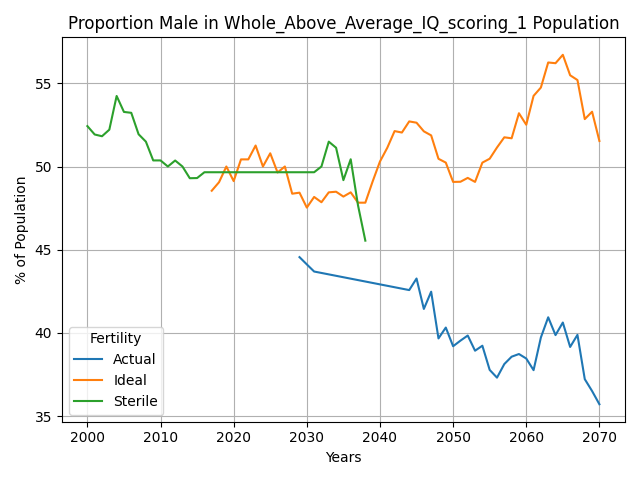 Proportion Male in Whole_Above_Average_IQ_scoring_1 Population
% of Population
55
50
45
40
35
Fertility
Actual
Ideal
Sterile
2000 2010 2020 2030 2040 2050 2060 2070
Years